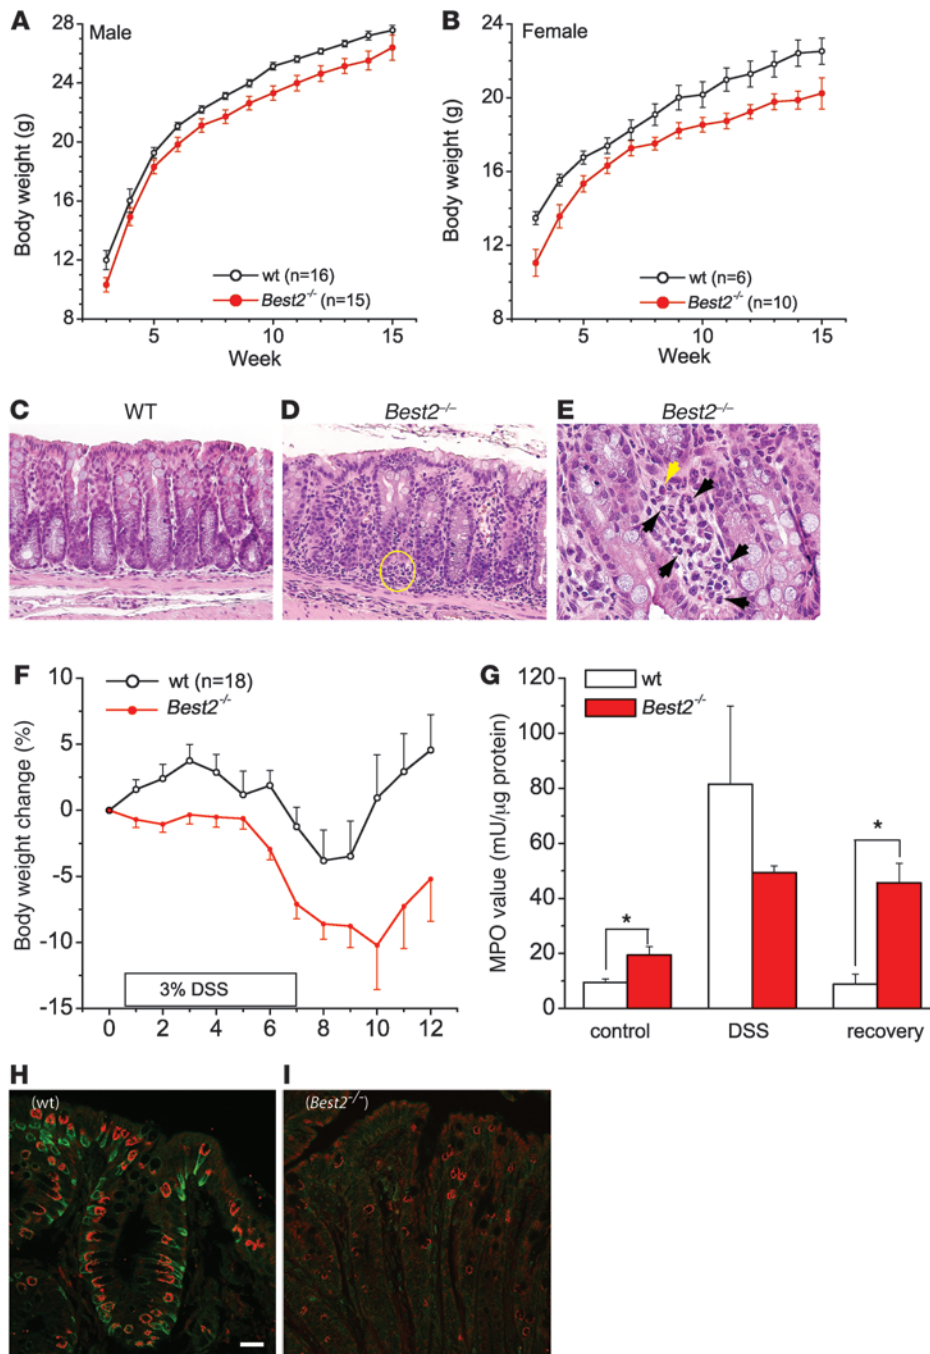 A
Male
Body weight (g)
28
24
20
16
12
8
wt (n=16)
Best2-/- (n=15)
5
10
15
Week
B
Female
Body weight (g)
24
20
16
12
8
wt (n=6)
Best2-/- (n=10)
5
10
15
Week
C
WT
D
Best2-/-
E
Best2-/-
F
Body weight change (%)
10
5
0
-5
-10
-15
wt (n=18)
Best2-/-
3% DSS
0
2
4
6
8
10
12
G
MPO value (mU/µg protein)
120
100
80
60
40
20
0
wt
Best2-/-
*
*
control
DSS
recovery
H
(wt)
I
(Best2-/-)